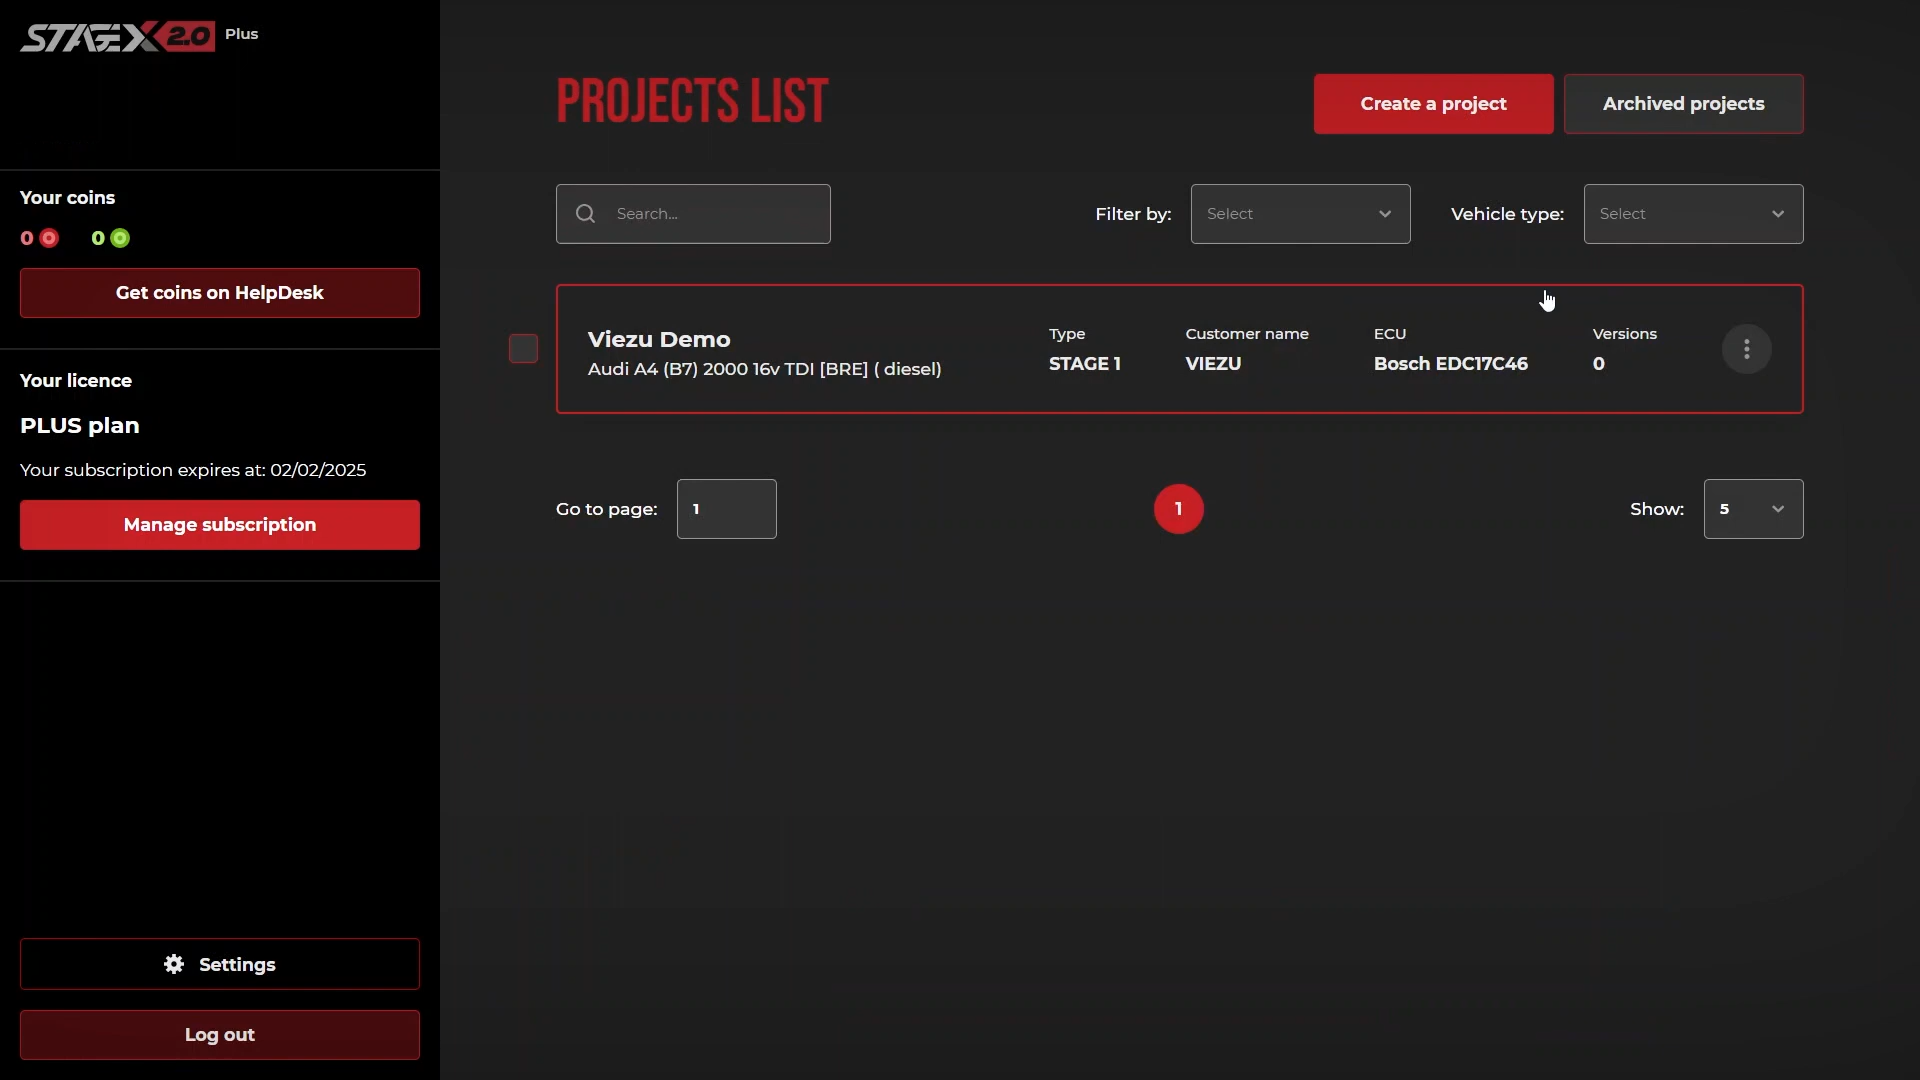 STAGEX 2.0 Plus
PROJECTS LIST
Create a project
Archived projects
Your coins
0 0
Get coins on HelpDesk
Search...
Filter by: Select
Vehicle type: Select
Viezu Demo
Audi A4 (B7) 2000 16v TDI [BRE] ( diesel)
Type
STAGE 1
Customer name
VIEZU
ECU
Bosch EDC17C46
Versions
0
Your licence
PLUS plan
Your subscription expires at: 02/02/2025
Manage subscription
Go to page: 1
1
Show: 5
Settings
Log out